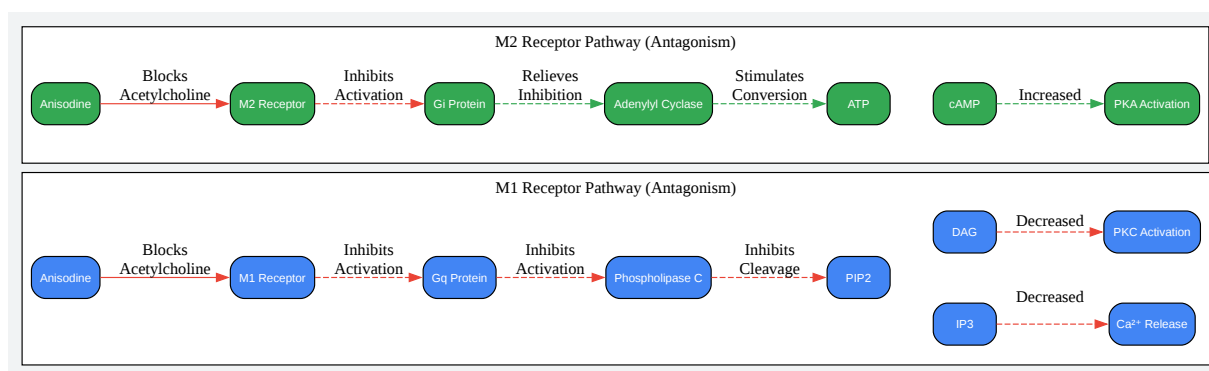 M2 Receptor Pathway (Antagonism)
Blocks
Acetylcholine
Inhibits
Activation
Relieves
Inhibition
Stimulates
Conversion
Increased
Anisodine
M2 Receptor
Gi Protein
Adenylyl Cyclase
ATP
cAMP
PKA Activation
M1 Receptor Pathway (Antagonism)
Decreased
DAG
PKC Activation
Blocks
Acetylcholine
Inhibits
Activation
Inhibits
Activation
Inhibits
Cleavage
Anisodine
M1 Receptor
Gq Protein
Phospholipase C
PIP2
Decreased
IP3
Ca²⁺ Release